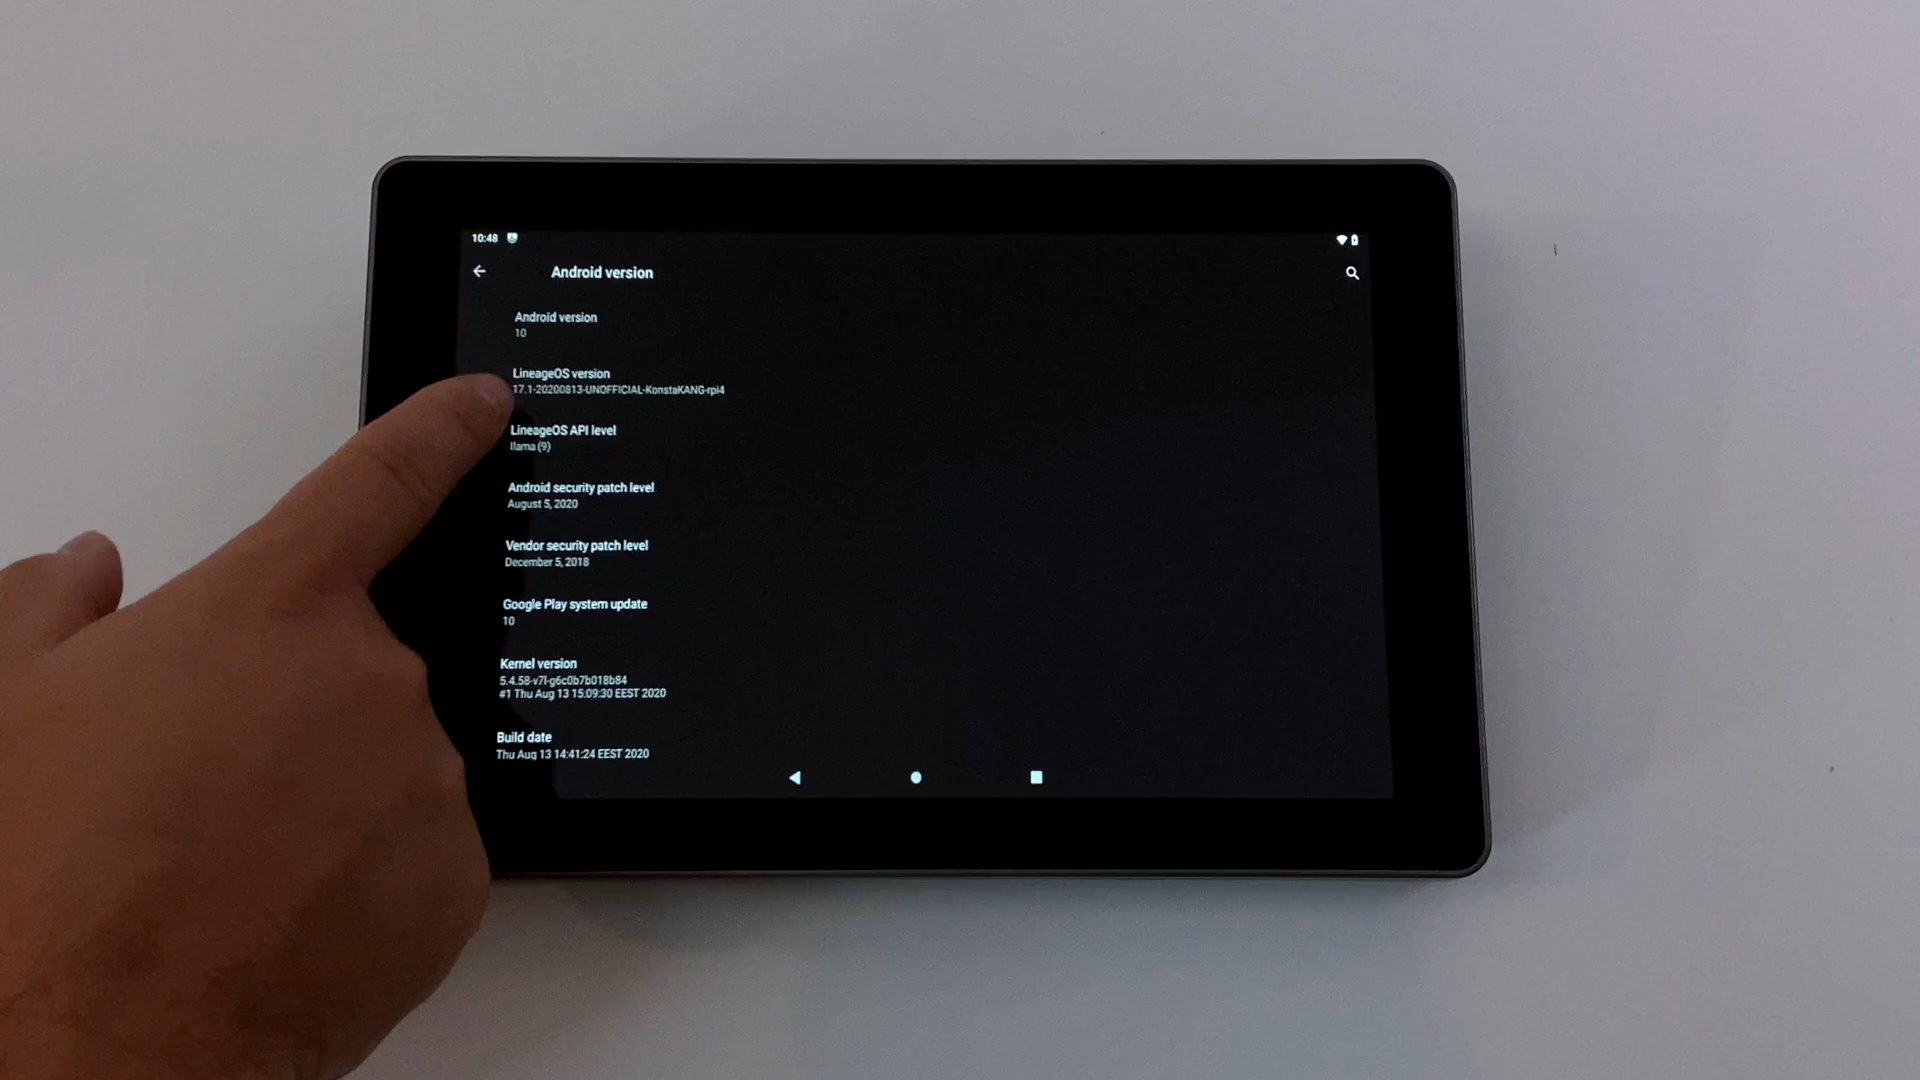 10:48
Android version
Android version
10
LineageOS version
17.1-20200813-UNOFFICIAL-KonstaKANG-rpi4
LineageOS API level
llama (9)
Android security patch level
August 5, 2020
Vendor security patch level
December 5, 2018
Google Play system update
10
Kernel version
5.4.58-v7l-g6c0b7b018b84
#1 Thu Aug 13 15:09:30 EEST 2020
Build date
Thu Aug 13 14:41:24 EEST 2020